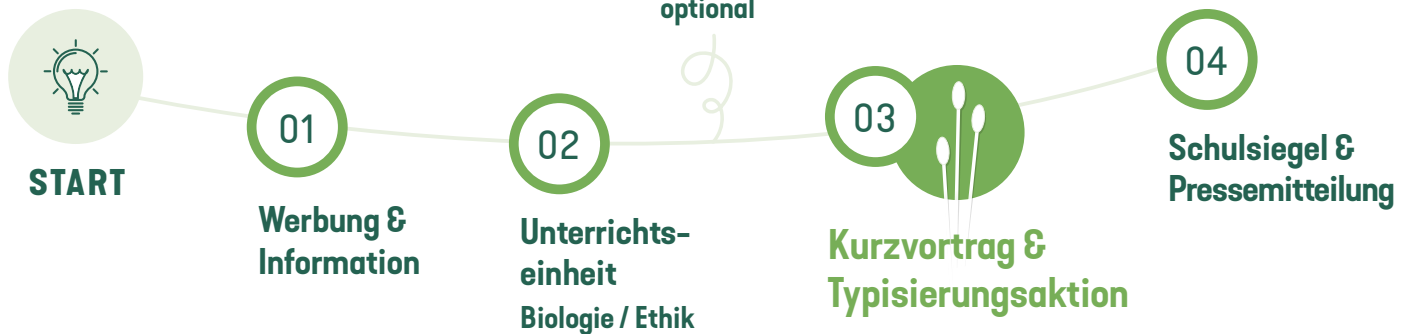 optional
START
01
Werbung &
Information
02
Unterrichts-
einheit
Biologie / Ethik
03
Kurzvortrag &
Typisierungsaktion
04
Schulsiegel &
Pressemitteilung